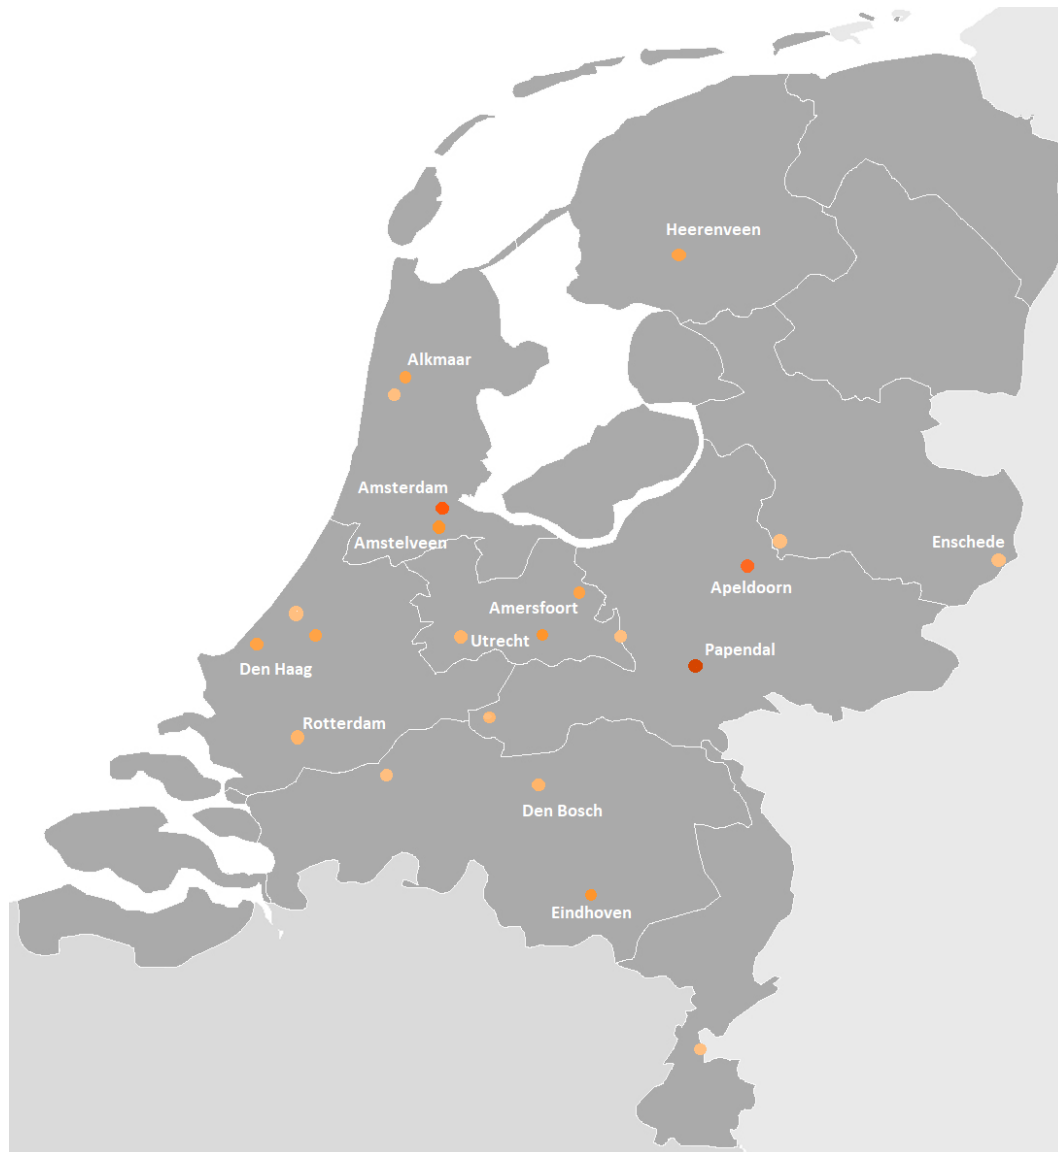 Heerenveen
Alkmaar
Amsterdam
Amstelveen
Enschede
Apeldoorn
Amersfoort
Utrecht
Papendal
Den Haag
Rotterdam
Den Bosch
Eindhoven